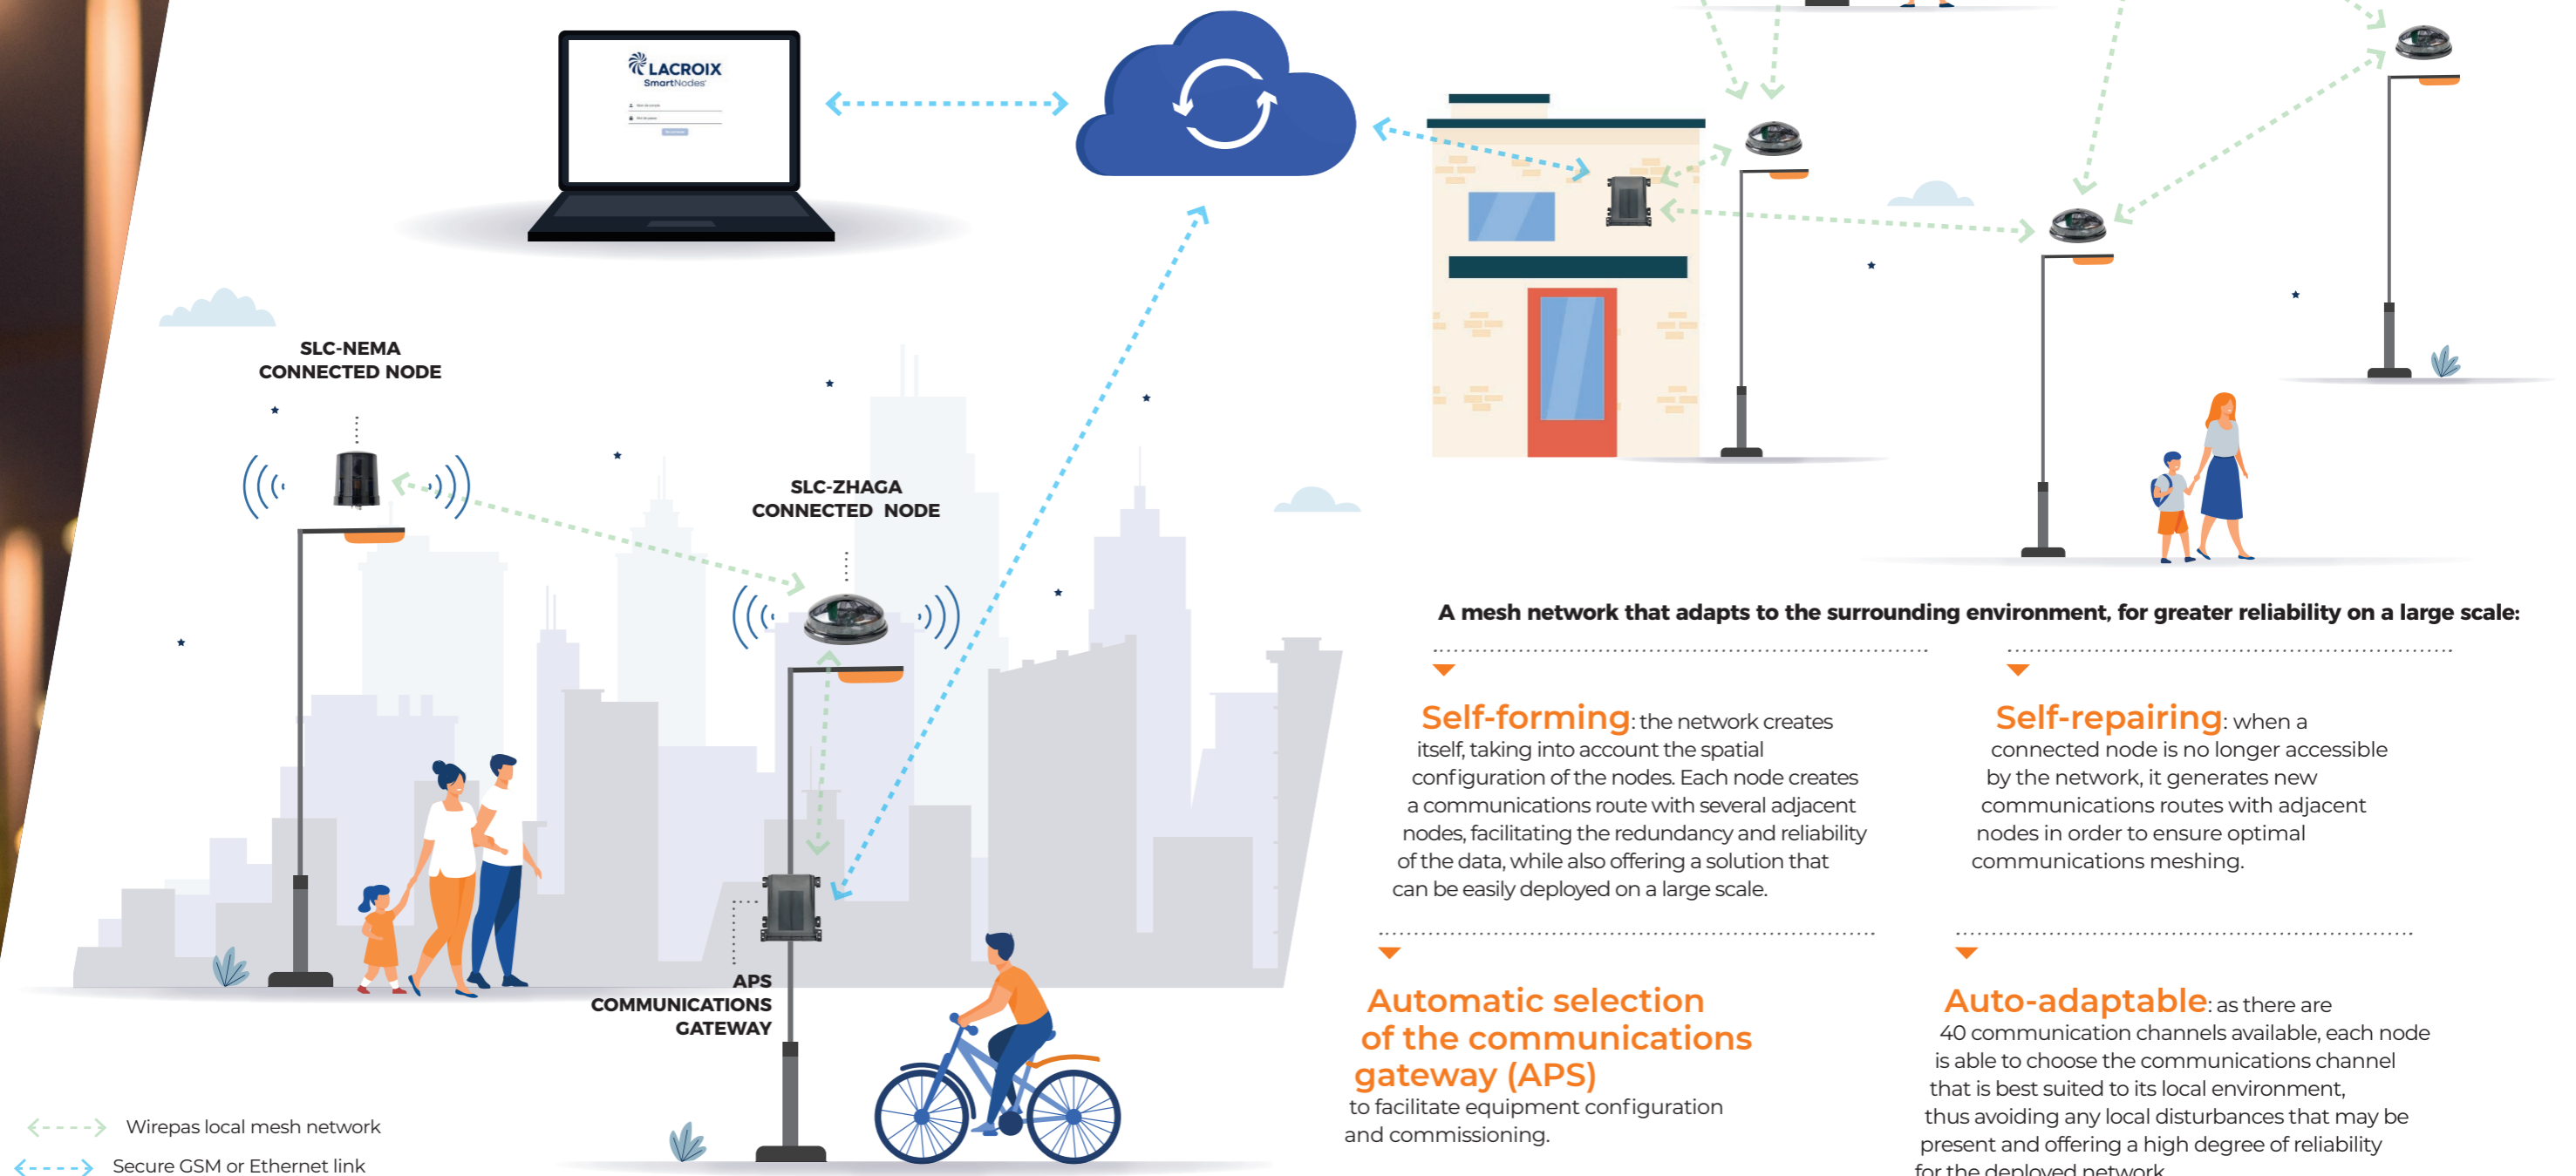 LACROIX
SmartNodes
SLC-NEMA
CONNECTED NODE
SLC-ZHAGA
CONNECTED NODE
APS
COMMUNICATIONS
GATEWAY
Wirepas local mesh network
Secure GSM or Ethernet link
A mesh network that adapts to the surrounding environment, for greater reliability on a large scale:
Self-forming: the network creates
itself, taking into account the spatial
configuration of the nodes. Each node creates
a communications route with several adjacent
nodes, facilitating the redundancy and reliability
of the data, while also offering a solution that
can be easily deployed on a large scale.
Self-repairing: when a
connected node is no longer accessible
by the network, it generates new
communications routes with adjacent
nodes in order to ensure optimal
communications meshing.
Automatic selection
of the communications
gateway (APS)
to facilitate equipment configuration
and commissioning.
Auto-adaptable: as there are
40 communication channels available, each node
is able to choose the communications channel
that is best suited to its local environment,
thus avoiding any local disturbances that may be
present and offering a high degree of reliability
for the deployed network